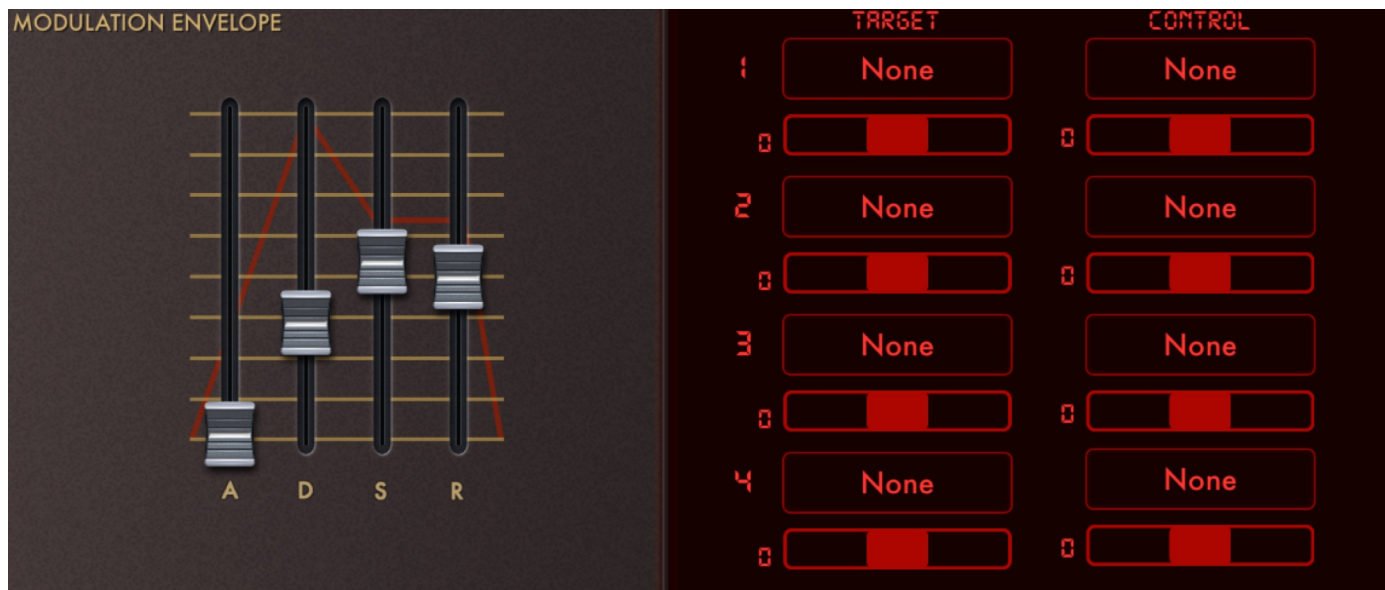 MODULATION ENVELOPE
A D S R
TARGET CONTROL
1 None None
0 0
2 None None
0 0
3 None None
0 0
4 None None
0 0